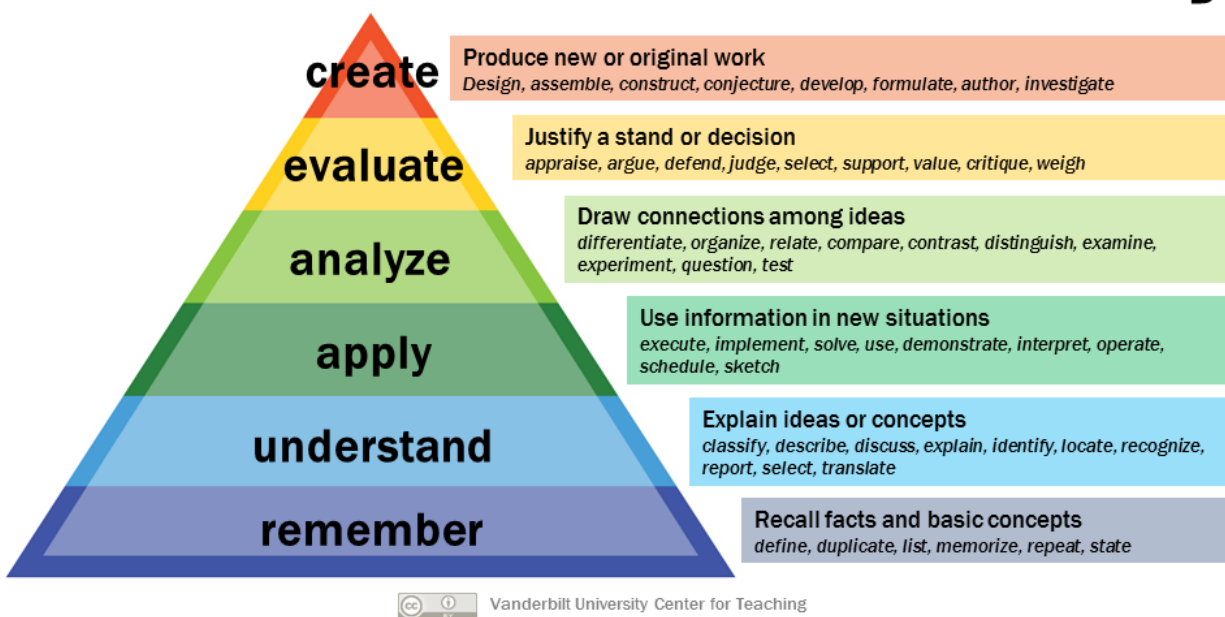 create
Produce new or original work
Design, assemble, construct, conjecture, develop, formulate, author, investigate
evaluate
Justify a stand or decision
appraise, argue, defend, judge, select, support, value, critique, weigh
analyze
Draw connections among ideas
differentiate, organize, relate, compare, contrast, distinguish, examine,
experiment, question, test
apply
Use information in new situations
execute, implement, solve, use, demonstrate, interpret, operate,
schedule, sketch
understand
Explain ideas or concepts
classify, describe, discuss, explain, identify, locate, recognize,
report, select, translate
remember
Recall facts and basic concepts
define, duplicate, list, memorize, repeat, state
cc
Vanderbilt University Center for Teaching